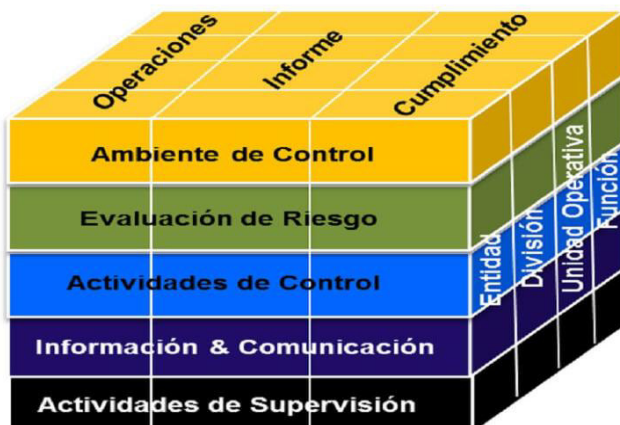 Operaciones
Informe
Cumplimiento
Ambiente de Control
Evaluación de Riesgo
Actividades de Control
Información & Comunicación
Actividades de Supervisión
Entidad
División
Unidad Operativa
Función